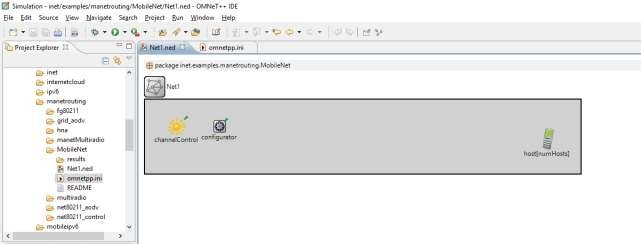 Simulation - inet/examples/manetrouting/MobileNet/Net1.ned - OMNeT++ IDE
File Edit Source Navigate Search Project Run Window Help
Project Explorer
Net1.ned
omnetpp.ini
package inet.examples.manetrouting.MobileNet
Net1
channelControl
configurator
host[numHosts]
inet
internetcloud
ipv6
manetrouting
fg80211
grid_aodv
hna
manetMultiradio
MobileNet
results
Net1.ned
omnetpp.ini
README
multiradio
net80211_aodv
net80211_control
mobileipv6